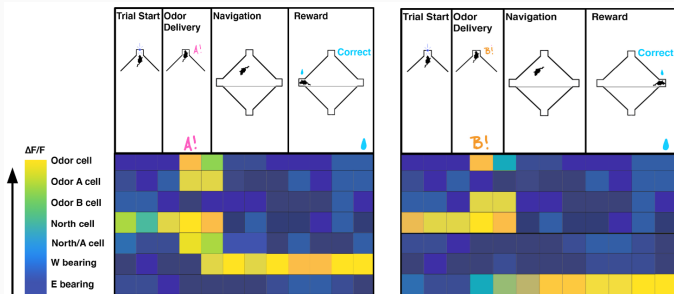 Trial Start
Odor Delivery
Navigation
Reward
A!
Correct
A!
Trial Start
Odor Delivery
Navigation
Reward
B!
Correct
B!
ΔF/F
Odor cell
Odor A cell
Odor B cell
North cell
North/A cell
W bearing
E bearing